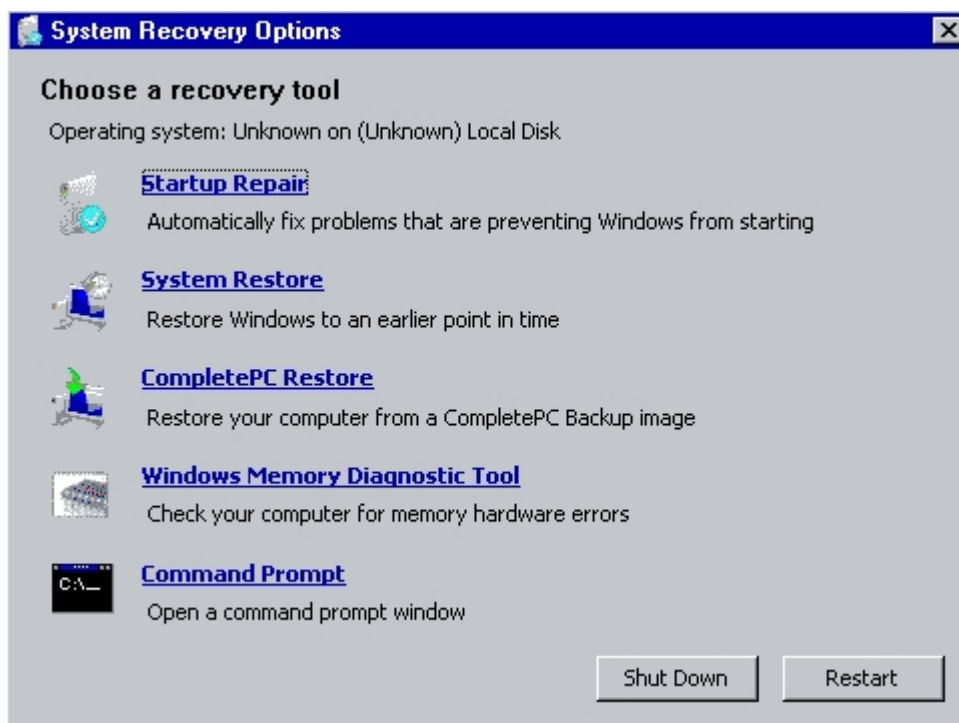 System Recovery Options
Choose a recovery tool
Operating system: Unknown on (Unknown) Local Disk
Startup Repair
Automatically fix problems that are preventing Windows from starting
System Restore
Restore Windows to an earlier point in time
CompletePC Restore
Restore your computer from a CompletePC Backup image
Windows Memory Diagnostic Tool
Check your computer for memory hardware errors
C:\_
Command Prompt
Open a command prompt window
Shut Down
Restart